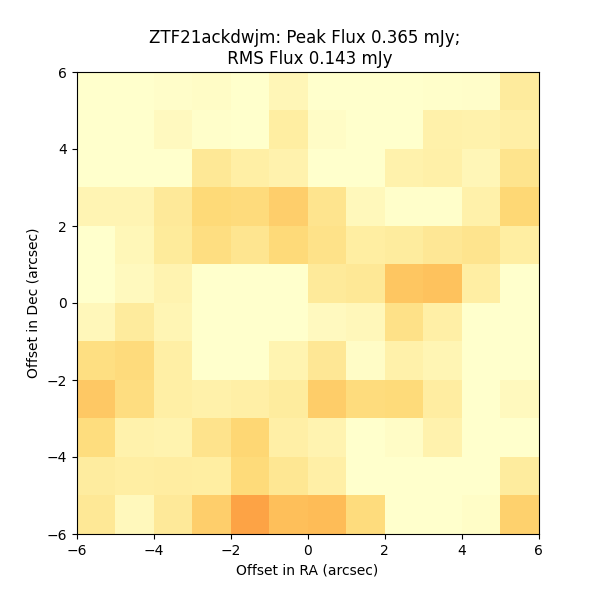 ZTF21ackdwjm: Peak Flux 0.365 mJy;
RMS Flux 0.143 mJy
6
4
2
0
−2
−4
−6
Offset in Dec (arcsec)
−6 −4 −2 0 2 4 6
Offset in RA (arcsec)